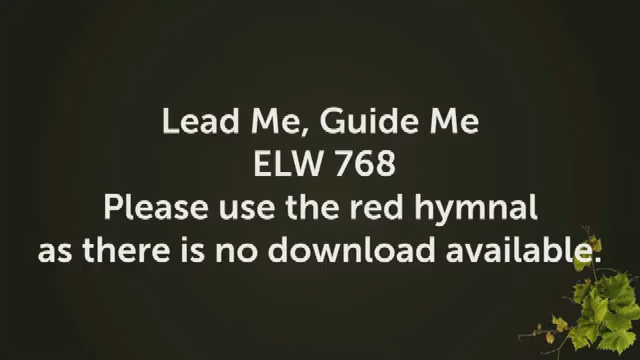 Lead Me, Guide Me
ELW 768
Please use the red hymnal
as there is no download available.